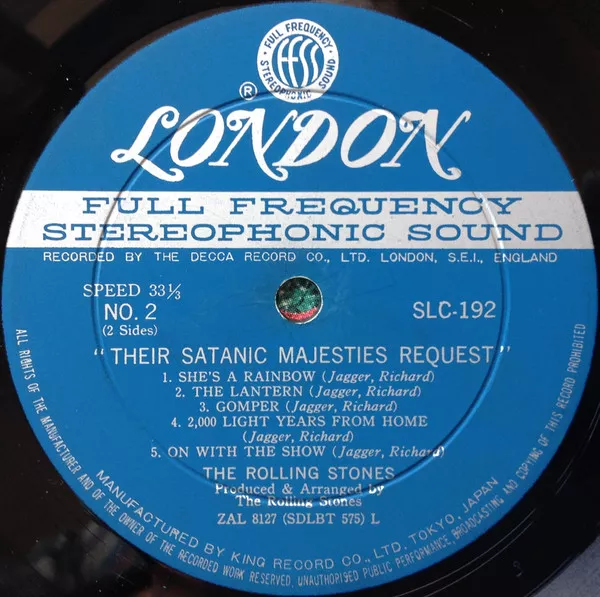 FULL FREQUENCY
ffss
STEREOPHONIC SOUND
®
LONDON
FULL FREQUENCY
STEREOPHONIC SOUND
RECORDED BY THE DECCA RECORD CO., LTD. LONDON, S.E.I., ENGLAND
SPEED 33⅓
NO. 2
(2 Sides)
SLC-192
"THEIR SATANIC MAJESTIES REQUEST"
1. SHE'S A RAINBOW (Jagger, Richard)
2. THE LANTERN (Jagger, Richard)
3. GOMPER (Jagger, Richard)
4. 2,000 LIGHT YEARS FROM HOME
(Jagger, Richard)
5. ON WITH THE SHOW (Jagger, Richard)
THE ROLLING STONES
Produced & Arranged by
The Rolling Stones
ZAL 8127 (SDLBT 575) L
MANUFACTURED BY KING RECORD CO., LTD. TOKYO, JAPAN
ALL RIGHTS OF THE MANUFACTURER AND OF THE OWNER OF THE RECORDED WORK RESERVED, UNAUTHORISED PUBLIC PERFORMANCE, BROADCASTING AND COPYING OF THIS RECORD PROHIBITED